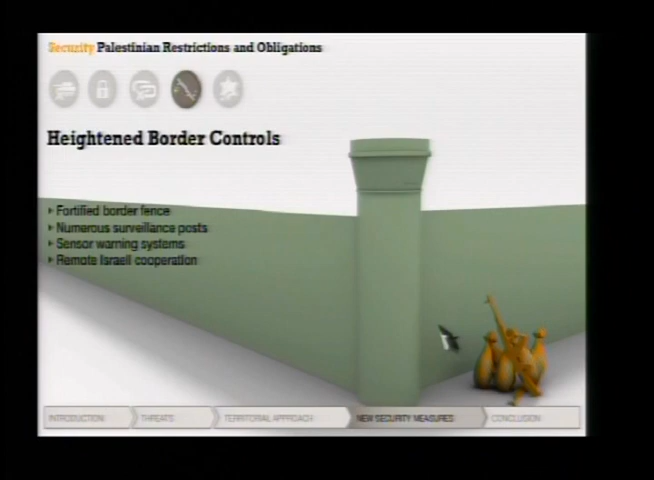 Security Palestinian Restrictions and Obligations
Heightened Border Controls
Fortified border fence
Numerous surveillance posts
Sensor warning systems
Remote Israeli cooperation
INTRODUCTION
THREATS
TERRITORIAL APPROACH
NEW SECURITY MEASURES
CONCLUSION